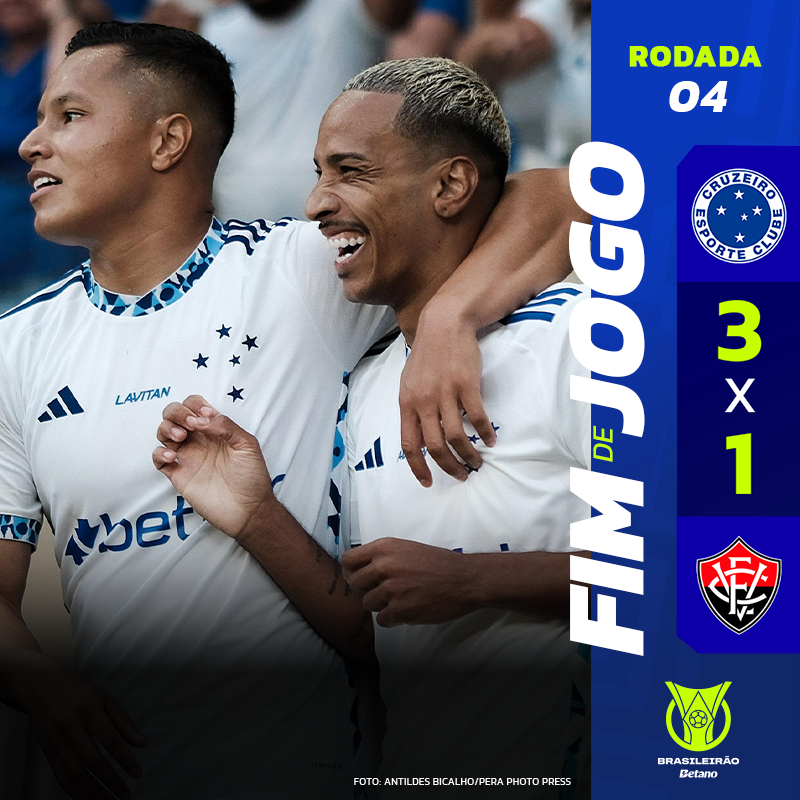 RODADA
04
CRUZEIRO
ESPORTE CLUBE
3
X
1
FIM DE JOGO
LAVITAN
bet
BRASILEIRÃO
Betano
FOTO: ANTILDES BICALHO/PERA PHOTO PRESS